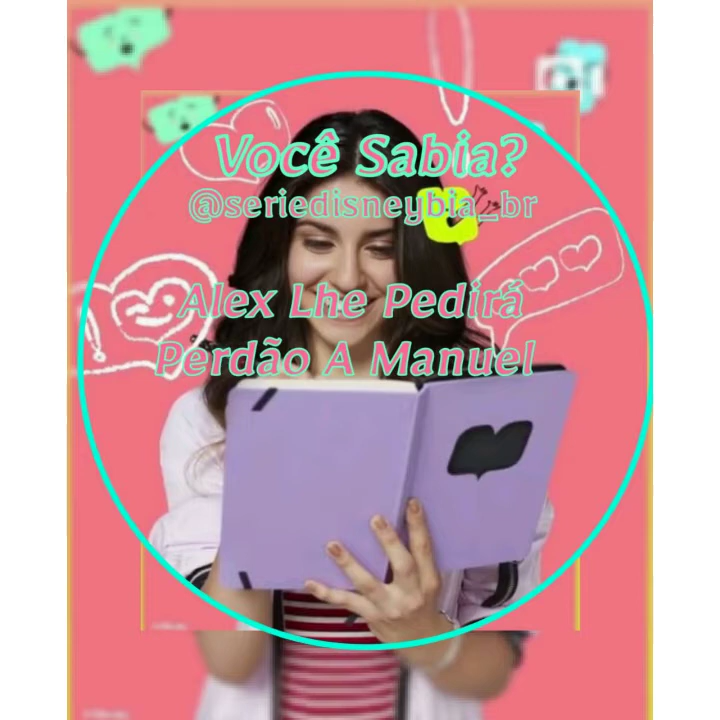 Você Sabia?
@seriedisneybia_br
Alex Lhe Pedirá
Perdão A Manuel